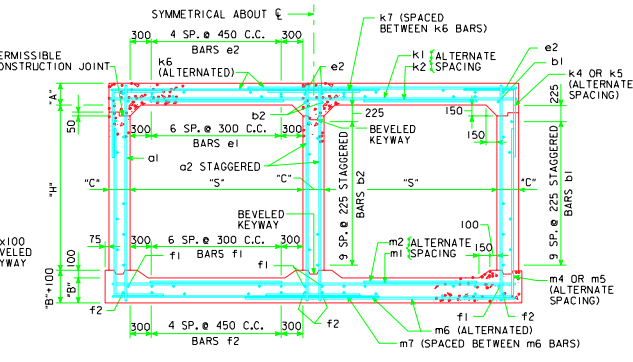 SYMMETRICAL ABOUT ℄
300 4 SP. @ 450 C.C. 300
BARS e2
k7 (SPACED
BETWEEN k6 BARS)
ERMISSIBLE
ONSTRUCTION JOINT
k6
(ALTERNATED)
e2
k1 ALTERNATE
k2 SPACING
e2
b1
k4 OR k5
(ALTERNATE
SPACING)
"A"
50
b2
225
150
225
300 6 SP. @ 300 C.C. 300
BARS e1
BEVELED
KEYWAY
150
a1
a2 STAGGERED
"H"
"C"
"S"
"C"
9 SP. @ 225 STAGGERED
BARS b2
"S"
"C"
9 SP. @ 225 STAGGERED
BARS b1
BEVELED
KEYWAY
x100
VELED
YWAY
75
300 6 SP. @ 300 C.C. 300
BARS f1
100
m2 ALTERNATE
m1 SPACING
150
100
"B"+100
"B"
f1
f1
m4 OR m5
(ALTERNATE
SPACING)
f2
f2
f1
f2
300 4 SP. @ 450 C.C. 300
BARS f2
m6 (ALTERNATED)
m7 (SPACED BETWEEN m6 BARS)